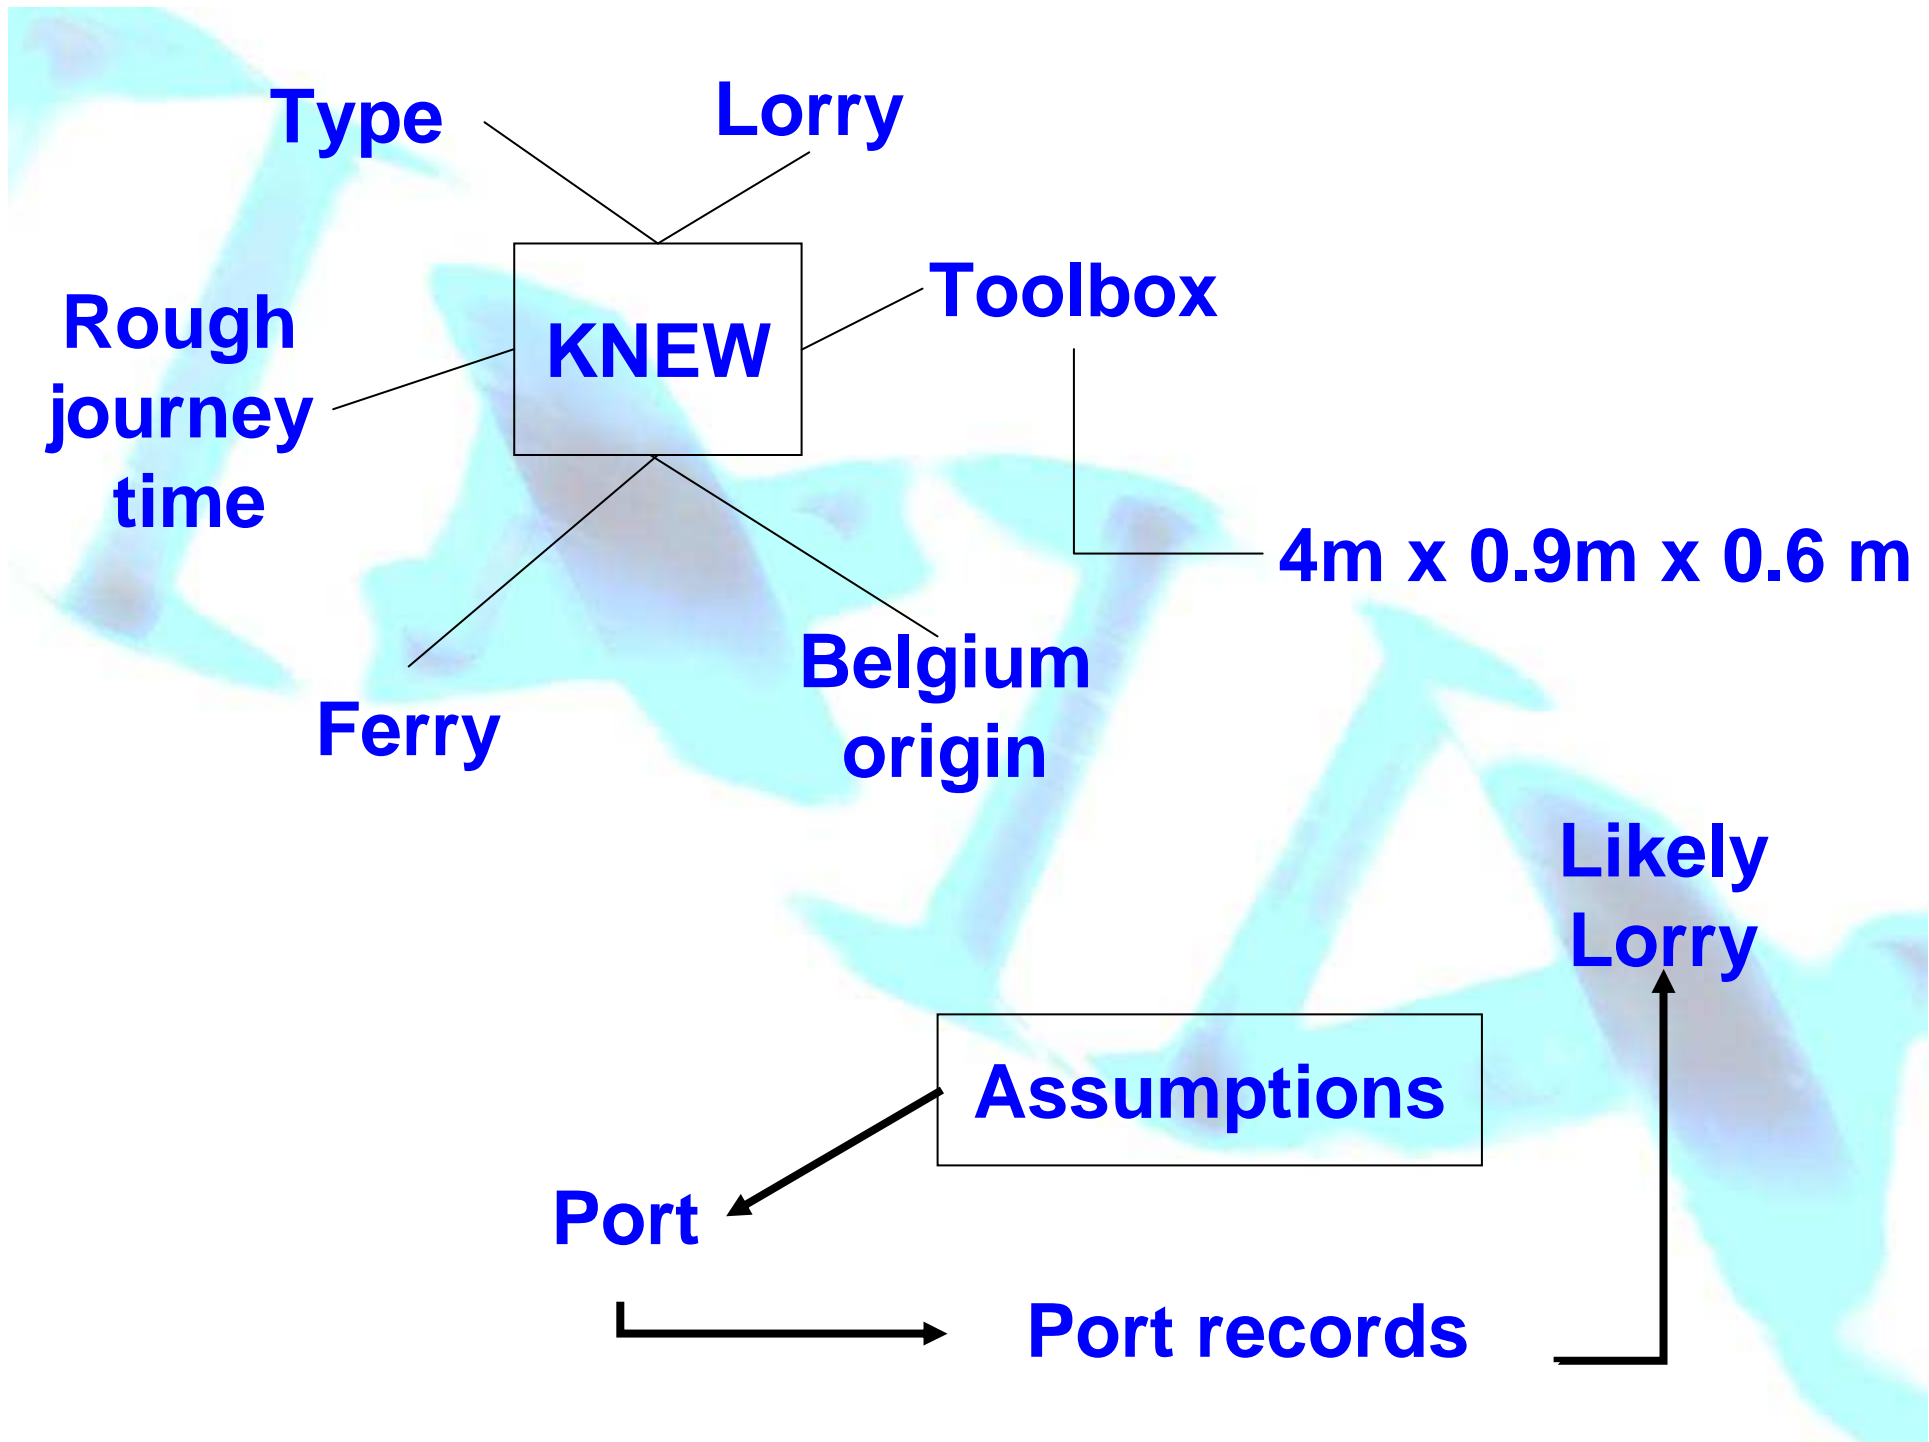 Type
Lorry
Rough
journey
time
KNEW
Toolbox
4m x 0.9m x 0.6 m
Ferry
Belgium
origin
Likely
Lorry
Assumptions
Port
Port records